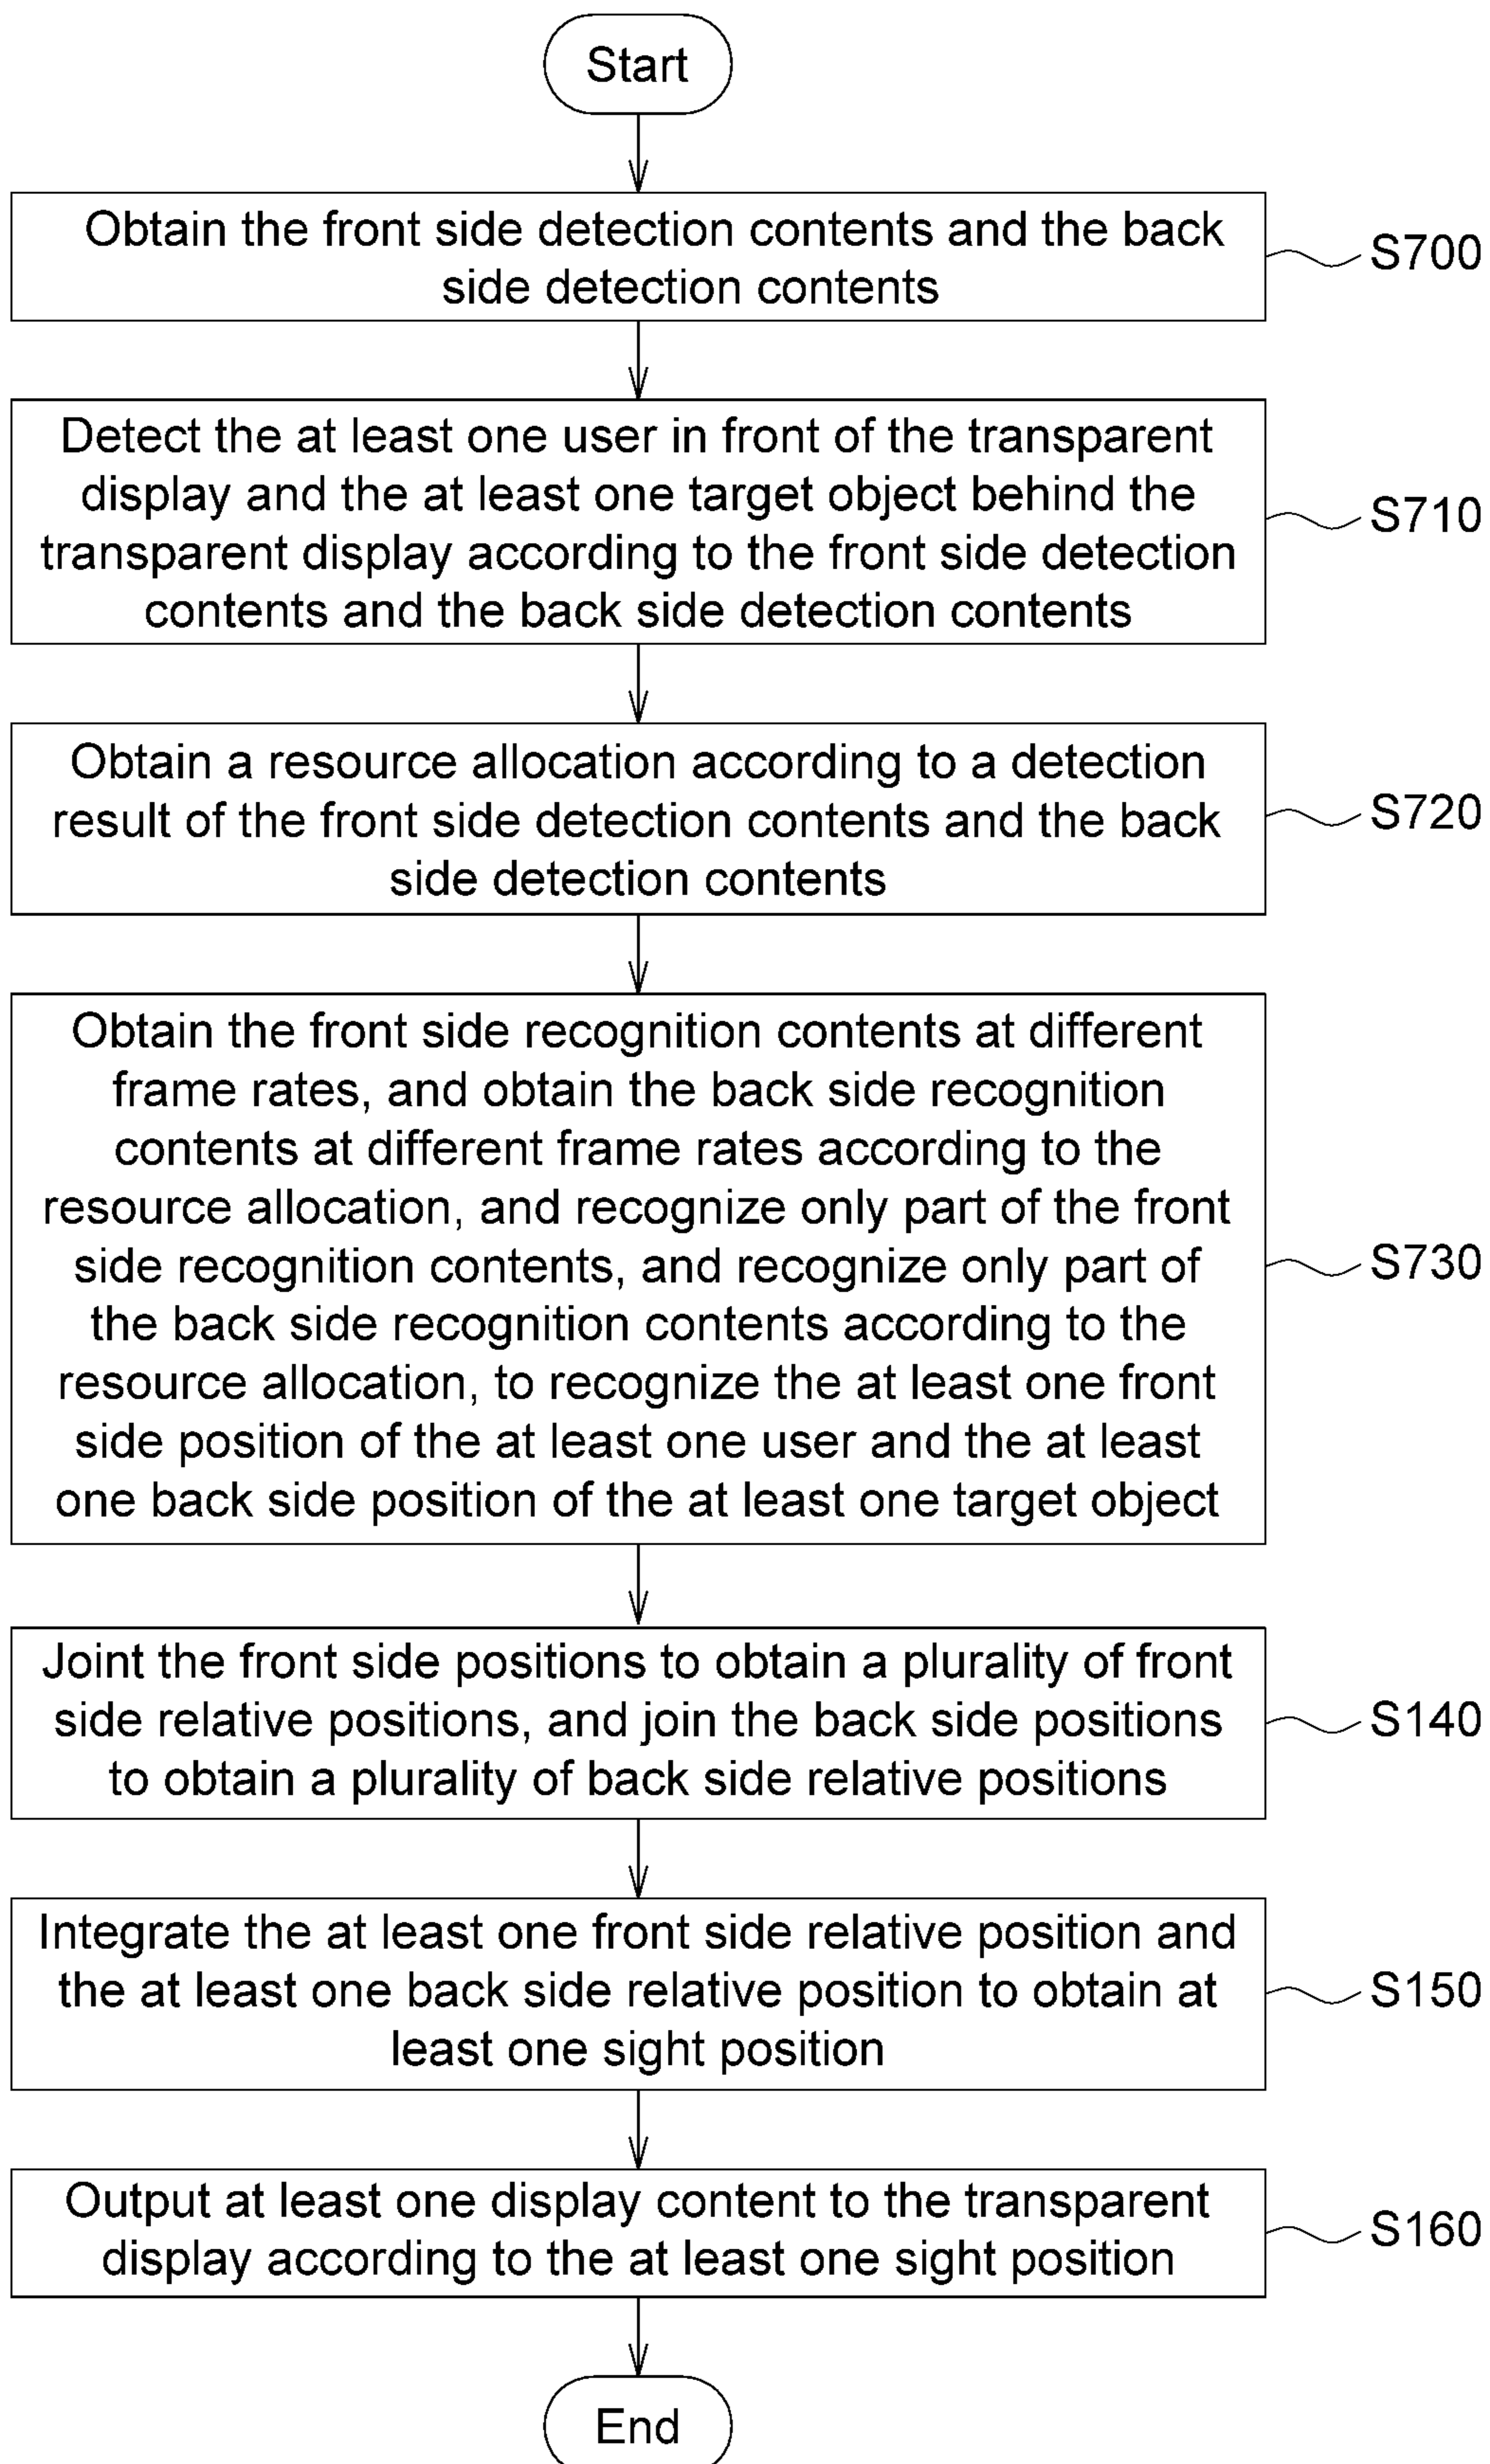 Start
Obtain the front side detection contents and the back
side detection contents
S700
Detect the at least one user in front of the transparent
display and the at least one target object behind the
transparent display according to the front side detection
contents and the back side detection contents
S710
Obtain a resource allocation according to a detection
result of the front side detection contents and the back
side detection contents
S720
Obtain the front side recognition contents at different
frame rates, and obtain the back side recognition
contents at different frame rates according to the
resource allocation, and recognize only part of the front
side recognition contents, and recognize only part of
the back side recognition contents according to the
resource allocation, to recognize the at least one front
side position of the at least one user and the at least
one back side position of the at least one target object
S730
Joint the front side positions to obtain a plurality of front
side relative positions, and join the back side positions
to obtain a plurality of back side relative positions
S140
Integrate the at least one front side relative position and
the at least one back side relative position to obtain at
least one sight position
S150
Output at least one display content to the transparent
display according to the at least one sight position
S160
End